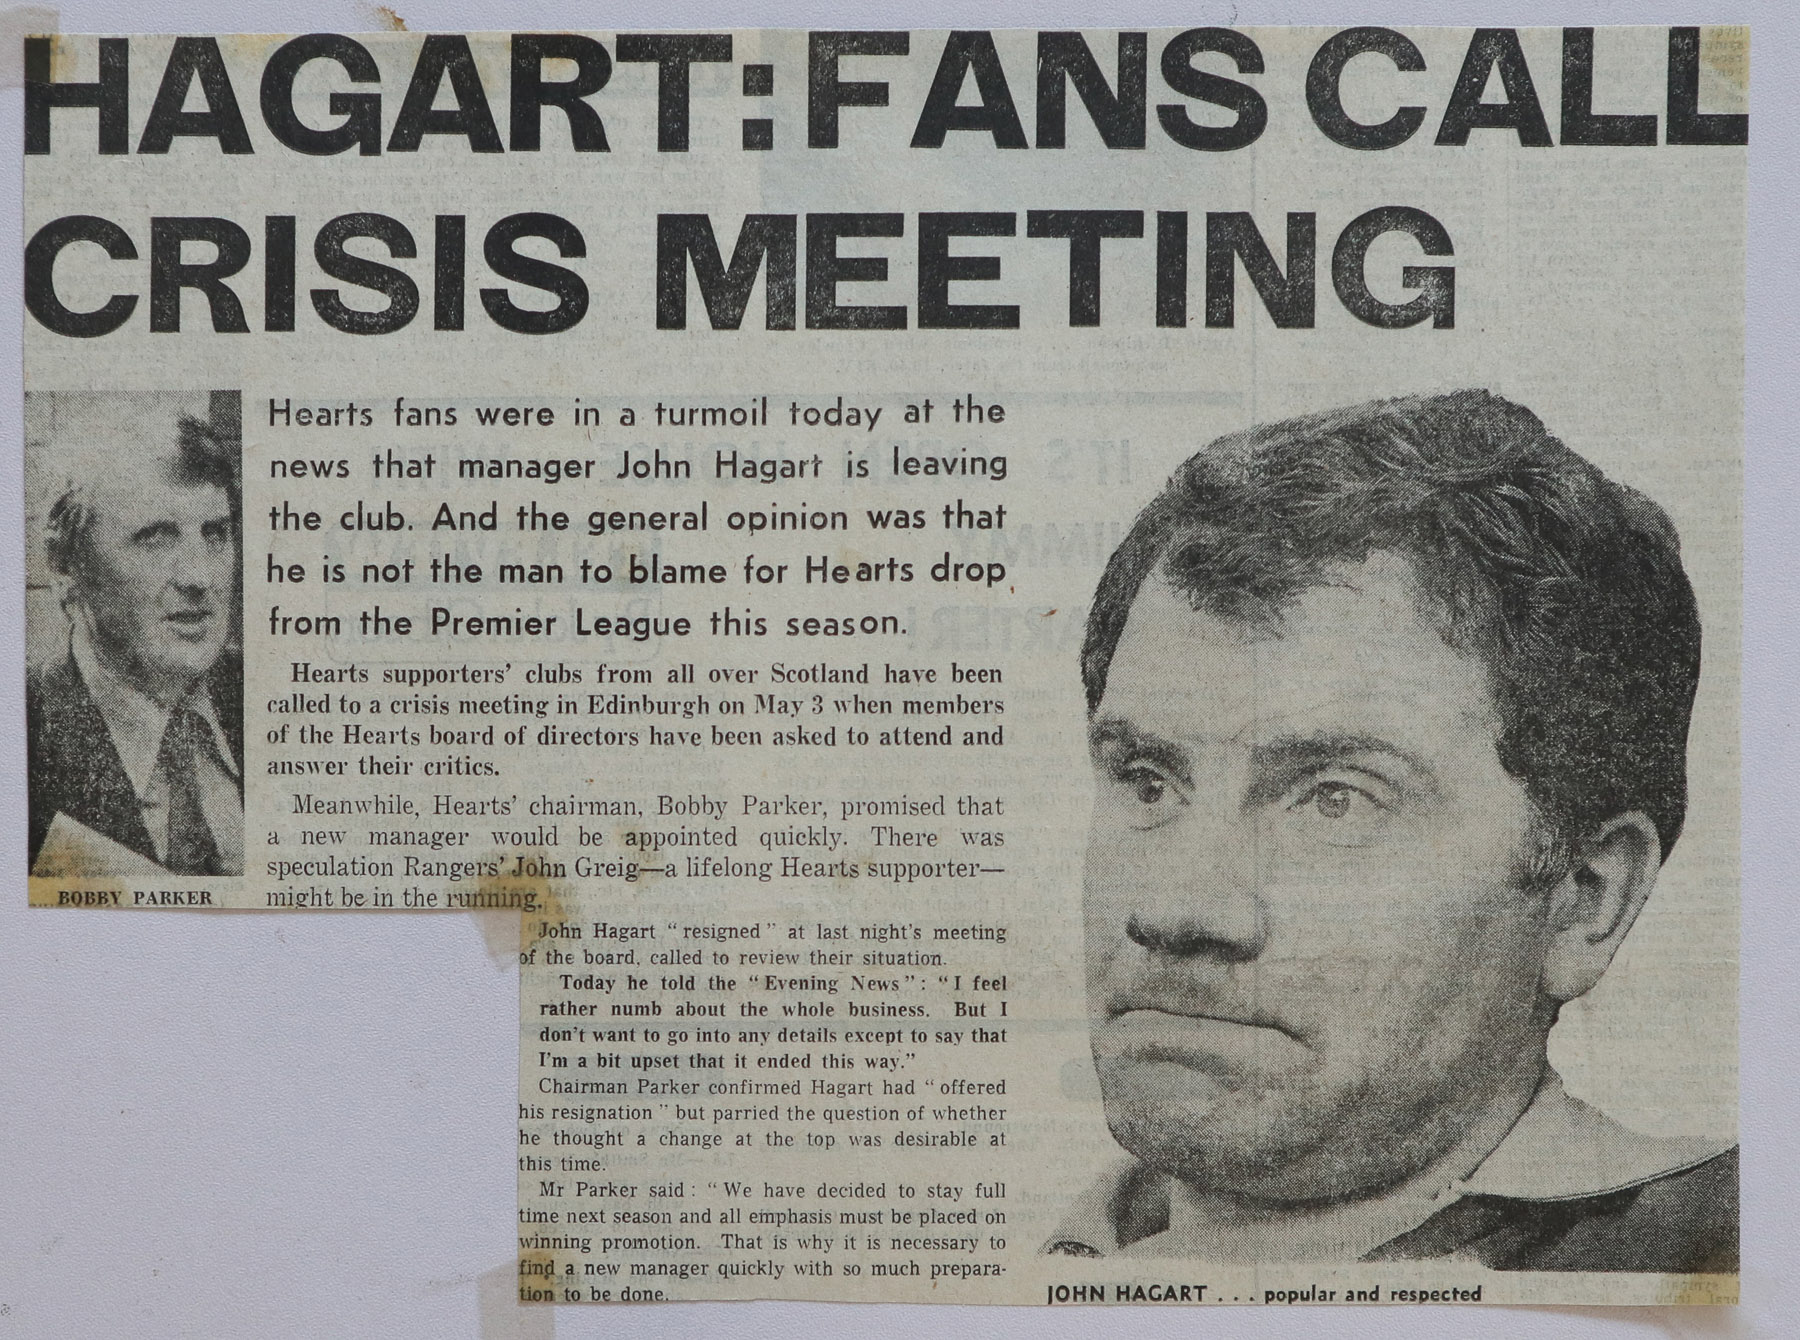 HAGART: FANS CALL
CRISIS MEETING
Hearts fans were in a turmoil today at the
news that manager John Hagart is leaving
the club. And the general opinion was that
he is not the man to blame for Hearts drop
from the Premier League this season.
Hearts supporters' clubs from all over Scotland have been
called to a crisis meeting in Edinburgh on May 3 when members
of the Hearts board of directors have been asked to attend and
answer their critics.
Meanwhile, Hearts' chairman, Bobby Parker, promised that
a new manager would be appointed quickly. There was
speculation Rangers' John Greig—a lifelong Hearts supporter—
might be in the running.
BOBBY PARKER
John Hagart "resigned" at last night's meeting
of the board, called to review their situation.
Today he told the "Evening News": "I feel
rather numb about the whole business. But I
don't want to go into any details except to say that
I'm a bit upset that it ended this way."
Chairman Parker confirmed Hagart had "offered
his resignation" but parried the question of whether
he thought a change at the top was desirable at
this time.
Mr Parker said: "We have decided to stay full
time next season and all emphasis must be placed on
winning promotion. That is why it is necessary to
find a new manager quickly with so much prepara-
tion to be done.
JOHN HAGART . . . popular and respected